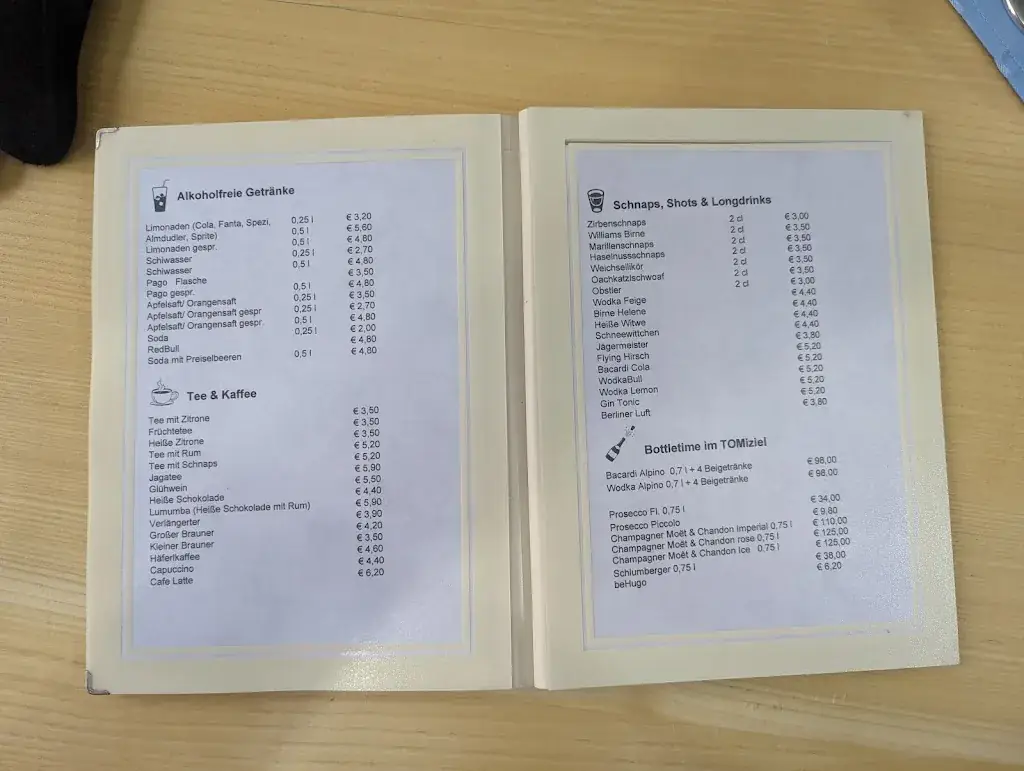 Alkoholfreie Getränke
Limonaden (Cola, Fanta, Spezi, 0,25 l € 3,20
Almdudler, Sprite) 0,5 l € 5,60
Limonaden gespr. 0,5 l € 4,80
Schiwasser 0,25 l € 2,70
Schiwasser 0,5 l € 4,80
Pago Flasche € 3,50
Pago gespr. 0,5 l € 4,80
Apfelsaft/ Orangensaft 0,25 l € 3,50
Apfelsaft/ Orangensaft gespr 0,25 l € 2,70
Apfelsaft/ Orangensaft gespr. 0,5 l € 4,80
Soda 0,25 l € 2,00
RedBull € 4,80
Soda mit Preiselbeeren 0,5 l € 4,80
Tee & Kaffee
Tee mit Zitrone € 3,50
Früchtetee € 3,50
Heiße Zitrone € 3,50
Tee mit Rum € 5,20
Tee mit Schnaps € 5,20
Jagatee € 5,90
Glühwein € 5,50
Heiße Schokolade € 4,40
Lumumba (Heiße Schokolade mit Rum) € 5,90
Verlängerter € 3,90
Großer Brauner € 4,20
Kleiner Brauner € 3,50
Häferlkaffee € 4,60
Capuccino € 4,40
Cafe Latte € 6,20
Schnaps, Shots & Longdrinks
Zirbenschnaps 2 cl € 3,00
Williams Birne 2 cl € 3,50
Marillenschnaps 2 cl € 3,50
Haselnussschnaps 2 cl € 3,50
Weichsellikör 2 cl € 3,50
Oachkatzlschwoaf 2 cl € 3,50
Obstler 2 cl € 3,00
Wodka Feige € 4,40
Birne Helene € 4,40
Heiße Witwe € 4,40
Schneewittchen € 4,40
Jägermeister € 3,80
Flying Hirsch € 5,20
Bacardi Cola € 5,20
WodkaBull € 5,20
Wodka Lemon € 5,20
Gin Tonic € 5,20
Berliner Luft € 3,80
Bottletime im TOMiziel
Bacardi Alpino 0,7 l + 4 Beigetränke € 98,00
Wodka Alpino 0,7 l + 4 Beigetränke € 98,00
Prosecco Fl. 0,75 l € 34,00
Prosecco Piccolo € 9,80
Champagner Moët & Chandon Imperial 0,75 l € 110,00
Champagner Moët & Chandon rose 0,75 l € 125,00
Champagner Moët & Chandon Ice 0,75 l € 125,00
Schlumberger 0,75 l € 38,00
beHugo € 6,20